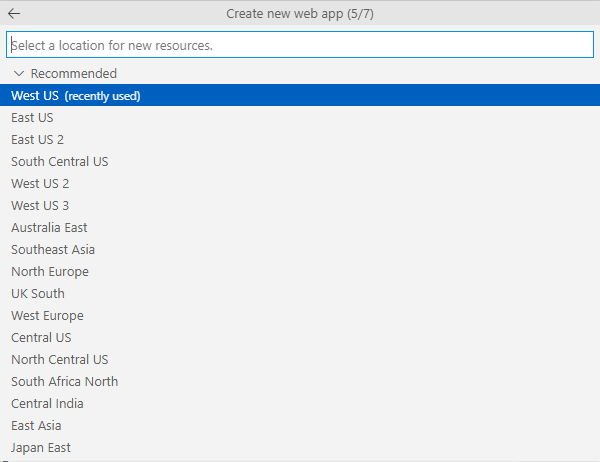 Create new web app (5/7)
Select a location for new resources.
Recommended
West US (recently used)
East US
East US 2
South Central US
West US 2
West US 3
Australia East
Southeast Asia
North Europe
UK South
West Europe
Central US
North Central US
South Africa North
Central India
East Asia
Japan East